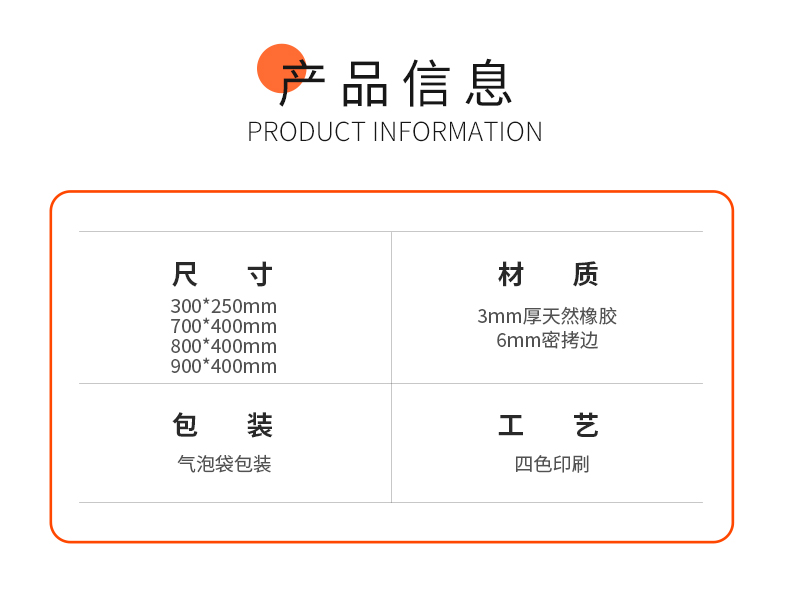 产品信息
PRODUCT INFORMATION
尺 寸
300*250mm
700*400mm
800*400mm
900*400mm
材 质
3mm厚天然橡胶
6mm密拷边
包 装
气泡袋包装
工 艺
四色印刷